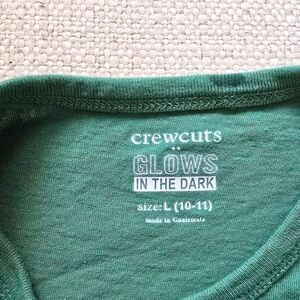 crewcuts
GLOWS
IN THE DARK
size: L (10-11)
made in Guatemala